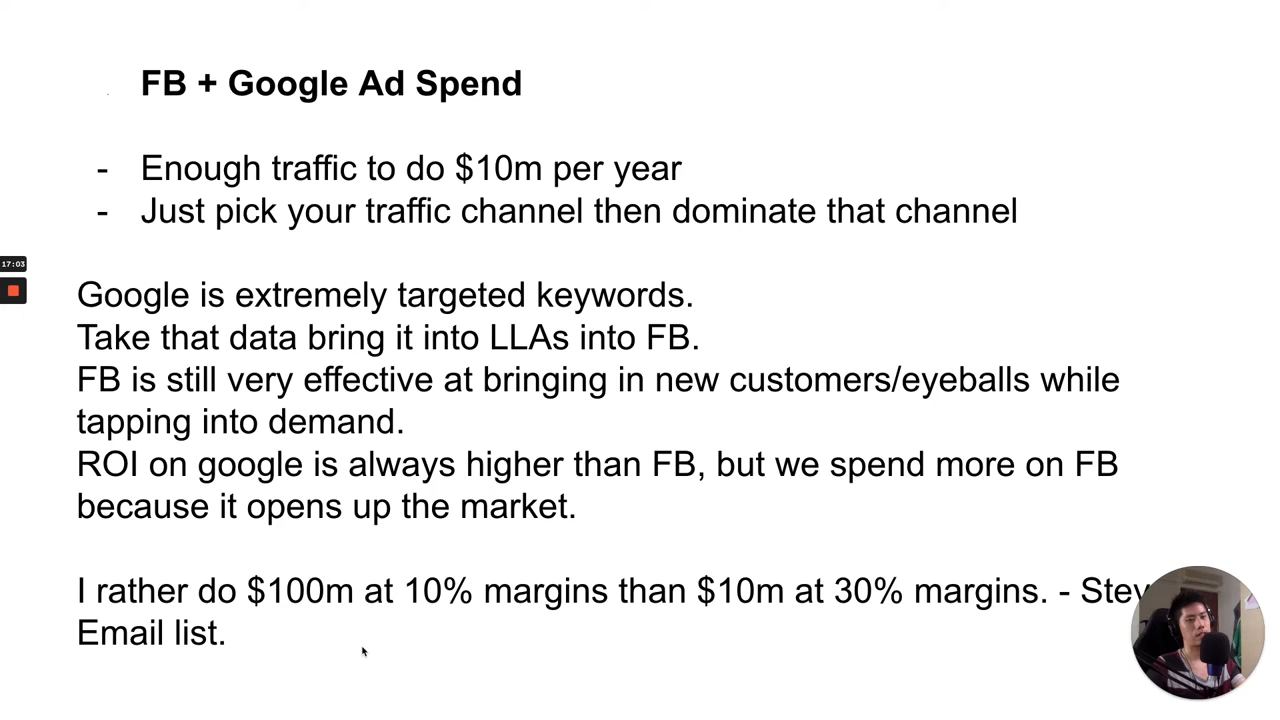 FB + Google Ad Spend
- Enough traffic to do $10m per year
- Just pick your traffic channel then dominate that channel
17:03
Google is extremely targeted keywords.
Take that data bring it into LLAs into FB.
FB is still very effective at bringing in new customers/eyeballs while
tapping into demand.
ROI on google is always higher than FB, but we spend more on FB
because it opens up the market.
I rather do $100m at 10% margins than $10m at 30% margins. -
Email list.